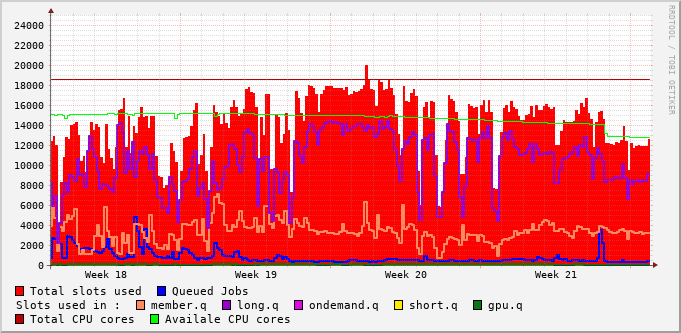 RRDTOOL / TOBI OETIKER
24000
22000
20000
18000
16000
14000
12000
10000
8000
6000
4000
2000
0
Week 18 Week 19 Week 20 Week 21
Total slots used Queued Jobs
Slots used in : member.q long.q ondemand.q short.q gpu.q
Total CPU cores Availale CPU cores